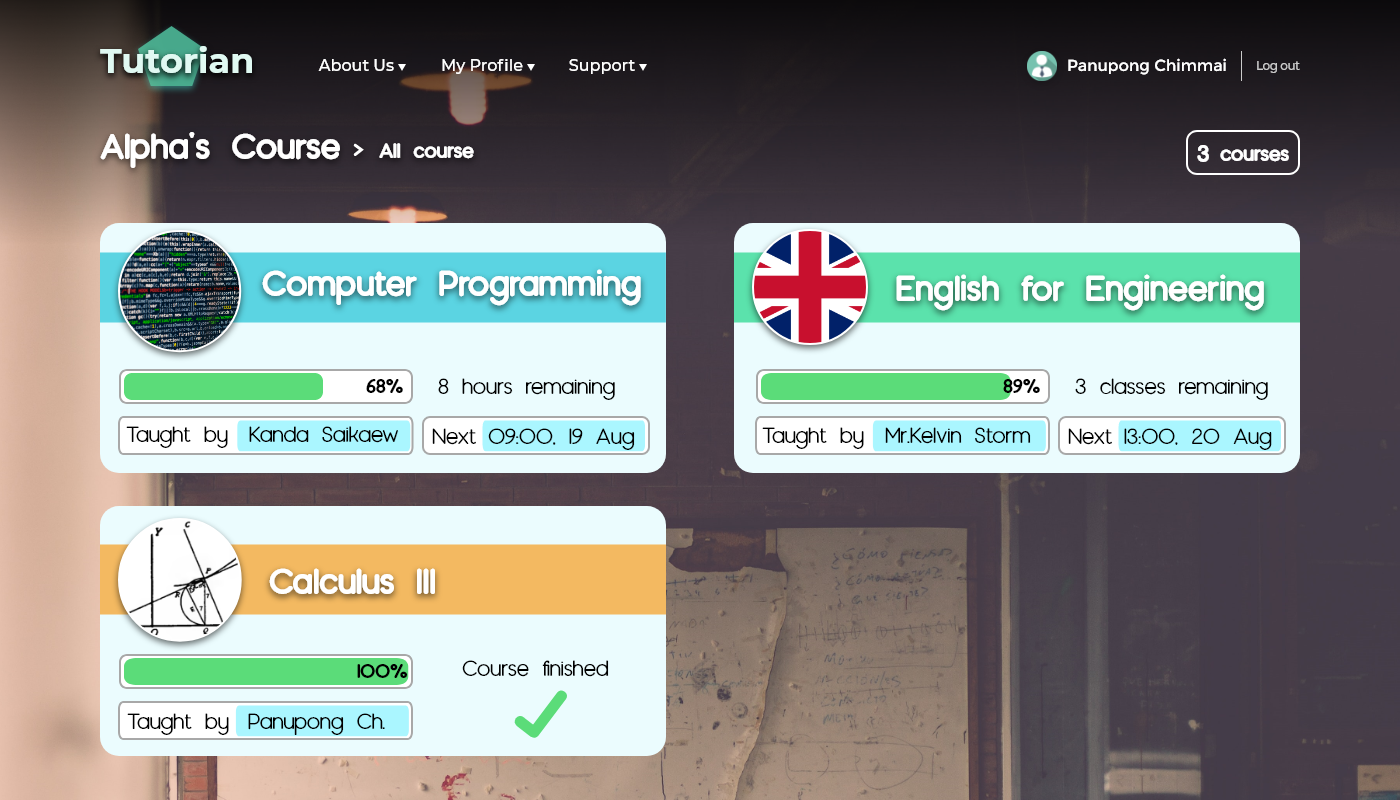 Tutorian
About Us ▾ My Profile ▾ Support ▾
Panupong Chimmai
Log out
Alpha's Course > All course
3 courses
Computer Programming
68%
8 hours remaining
Taught by Kanda Saikaew
Next 09:00, 19 Aug
English for Engineering
89%
3 classes remaining
Taught by Mr.Kelvin Storm
Next 13:00, 20 Aug
Calculus III
100%
Course finished
Taught by Panupong Ch.